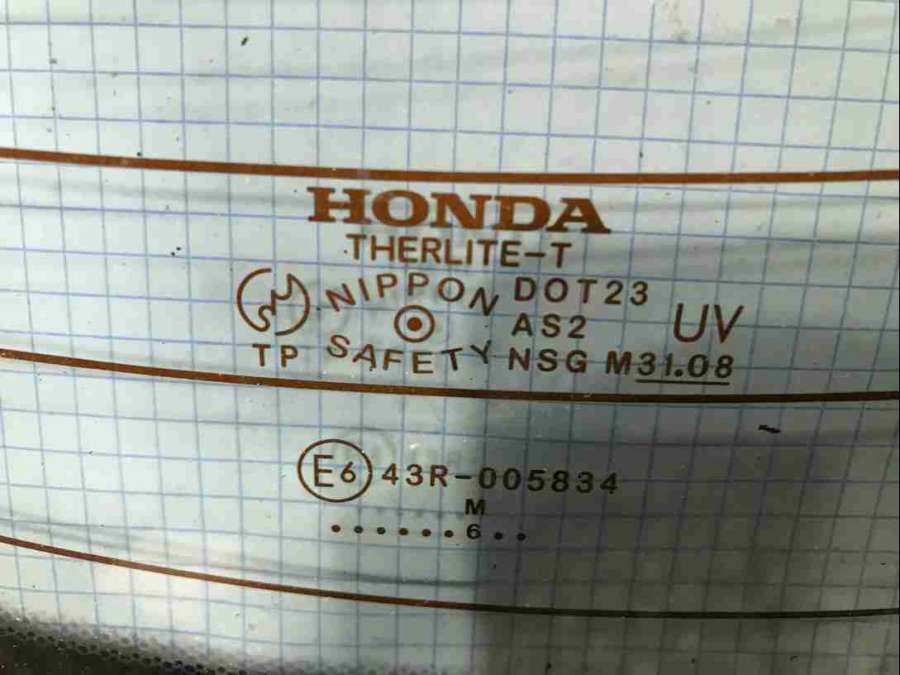 HONDA
THERLITE-T
NIPPON DOT23
AS2 UV
TP SAFETY NSG M31.08
E6 43R-005834
M
......6..